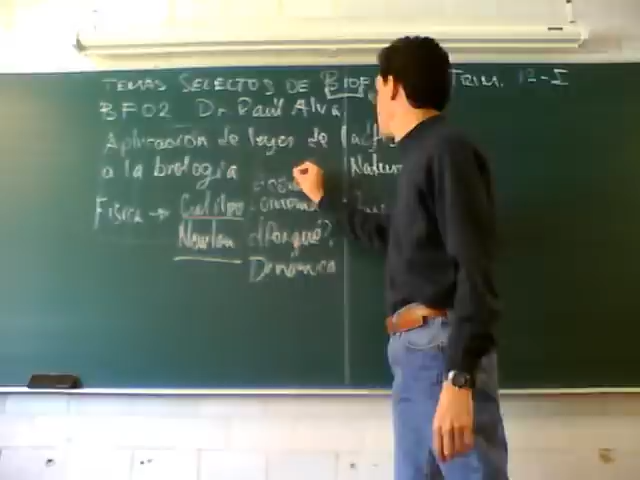 TEMAS SELECTOS DE BIOF TRIM. 12-I
BF02 Dr Raúl Alva
Aplicación de leyes de la
a la biología Natur
Física → Galileo
Newton ¿Porqué?
Dinámica